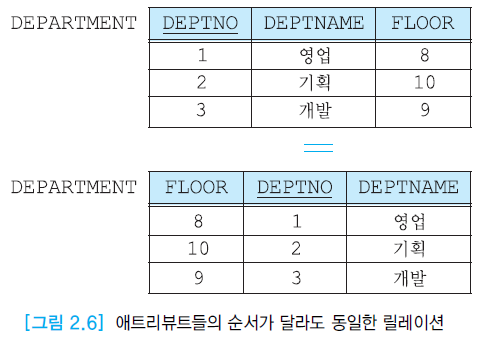 DEPARTMENT DEPTNO DEPTNAME FLOOR
1 영업 8
2 기획 10
3 개발 9
=
DEPARTMENT FLOOR DEPTNO DEPTNAME
8 1 영업
10 2 기획
9 3 개발
[그림 2.6] 애트리뷰트들의 순서가 달라도 동일한 릴레이션